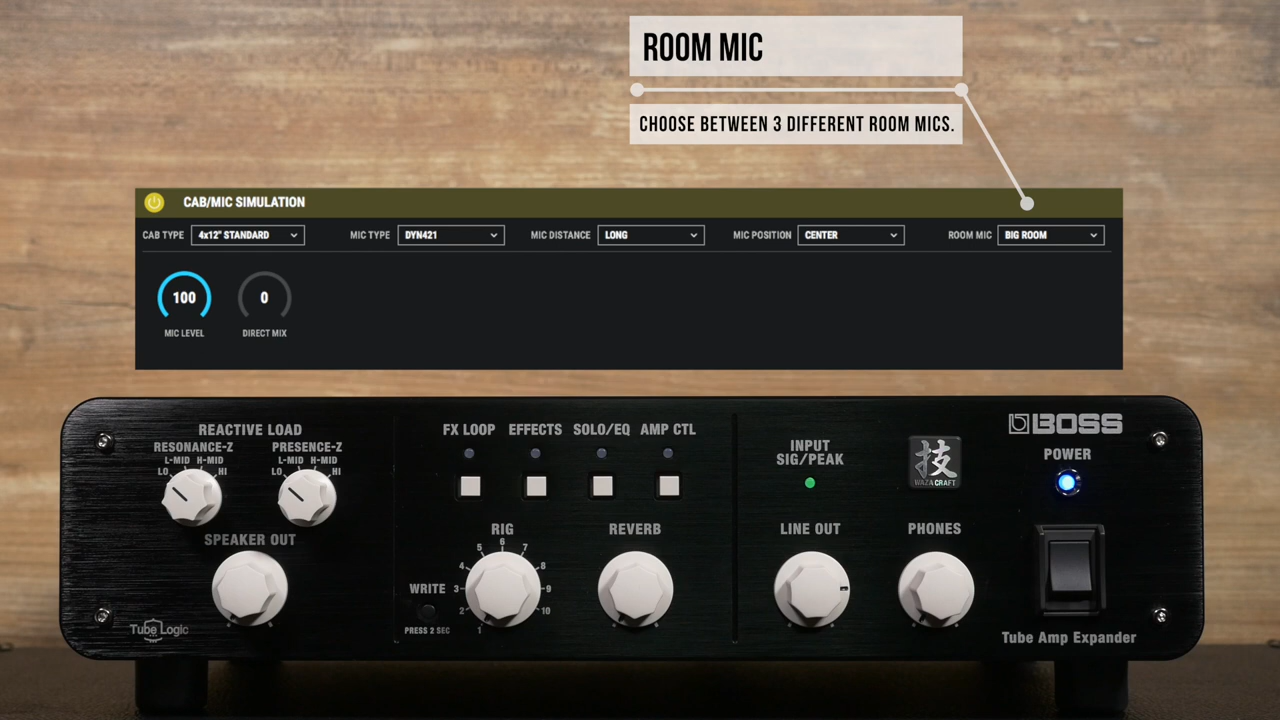 ROOM MIC
CHOOSE BETWEEN 3 DIFFERENT ROOM MICS.
CAB/MIC SIMULATION
CAB TYPE 4x12" STANDARD MIC TYPE DYN421 MIC DISTANCE LONG MIC POSITION CENTER ROOM MIC BIG ROOM
100 0
MIC LEVEL DIRECT MIX
REACTIVE LOAD
RESONANCE-Z PRESENCE-Z
L-MID H-MID L-MID H-MID
LO HI LO HI
SPEAKER OUT
Tube Logic
FX LOOP EFFECTS SOLO/EQ AMP CTL
RIG
1 2 3 4 5 6 7 8 9 10
REVERB
WRITE
PRESS 2 SEC
INPUT
SIG/PEAK
技
WAZA CRAFT
LINE OUT PHONES
BOSS
POWER
Tube Amp Expander